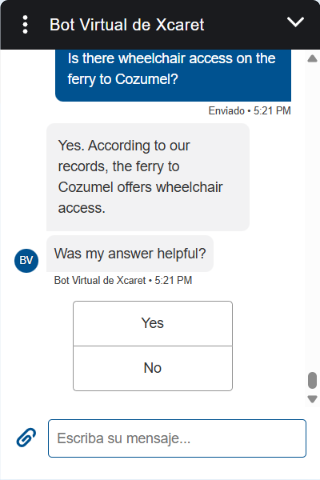 Bot Virtual de Xcaret
Is there wheelchair access on the
ferry to Cozumel?
Enviado • 5:21 PM
Yes. According to our
records, the ferry to
Cozumel offers wheelchair
access.
Was my answer helpful?
BV
Bot Virtual de Xcaret • 5:21 PM
Yes
No
Escriba su mensaje...